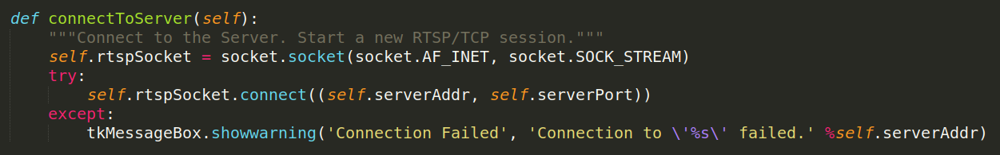 def connectToServer(self):
    """Connect to the Server. Start a new RTSP/TCP session."""
    self.rtspSocket = socket.socket(socket.AF_INET, socket.SOCK_STREAM)
    try:
        self.rtspSocket.connect((self.serverAddr, self.serverPort))
    except:
        tkMessageBox.showwarning('Connection Failed', 'Connection to \'%s\' failed.' %self.serverAddr)